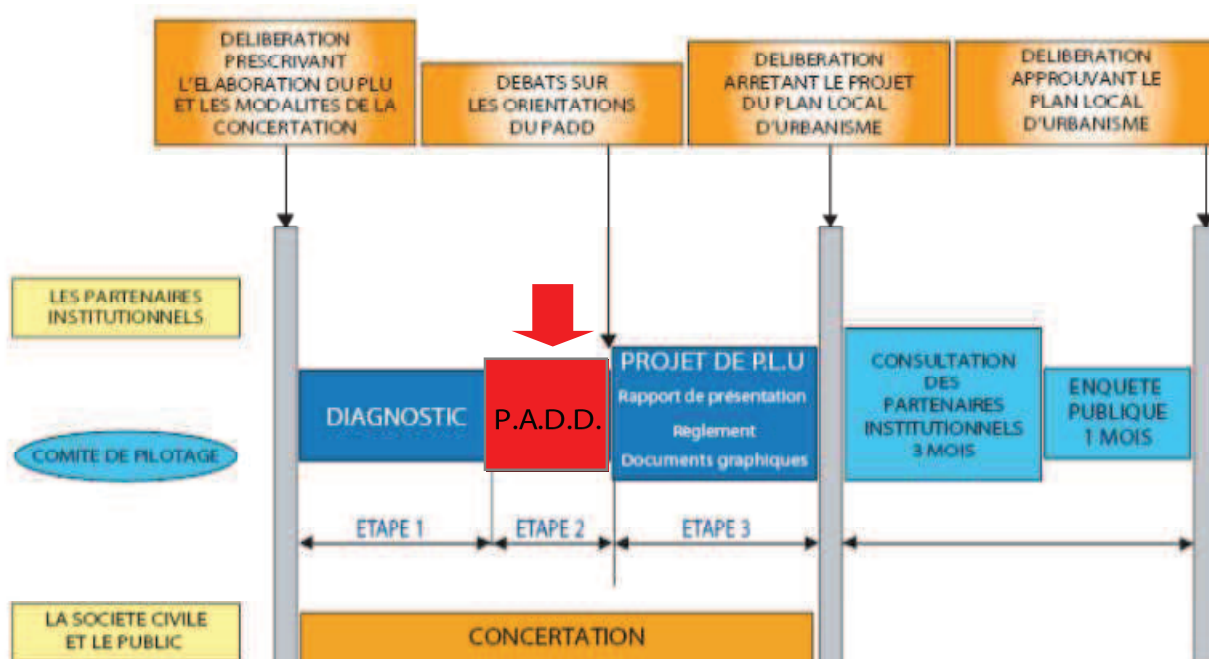 DELIBERATION
PRESCRIVANT
L'ELABORATION DU PLU
ET LES MODALITES DE LA
CONCERTATION
DEBATS SUR
LES ORIENTATIONS
DU PADD
DELIBERATION
ARRETANT LE PROJET
DU PLAN LOCAL
D'URBANISME
DELIBERATION
APPROUVANT LE
PLAN LOCAL
D'URBANISME
LES PARTENAIRES
INSTITUTIONNELS
COMITE DE PILOTAGE
DIAGNOSTIC
P.A.D.D.
PROJET DE P.L.U
Rapport de présentation
Règlement
Documents graphiques
CONSULTATION
DES
PARTENAIRES
INSTITUTIONNELS
3 MOIS
ENQUETE
PUBLIQUE
1 MOIS
ETAPE 1
ETAPE 2
ETAPE 3
LA SOCIETE CIVILE
ET LE PUBLIC
CONCERTATION